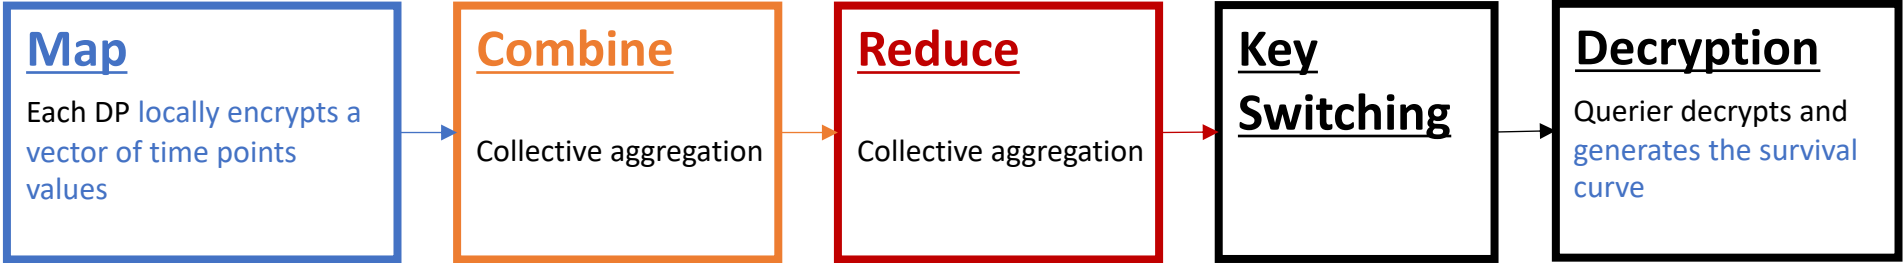 Map
Each DP locally encrypts a
vector of time points
values
Combine
Collective aggregation
Reduce
Collective aggregation
Key
Switching
Decryption
Querier decrypts and
generates the survival
curve